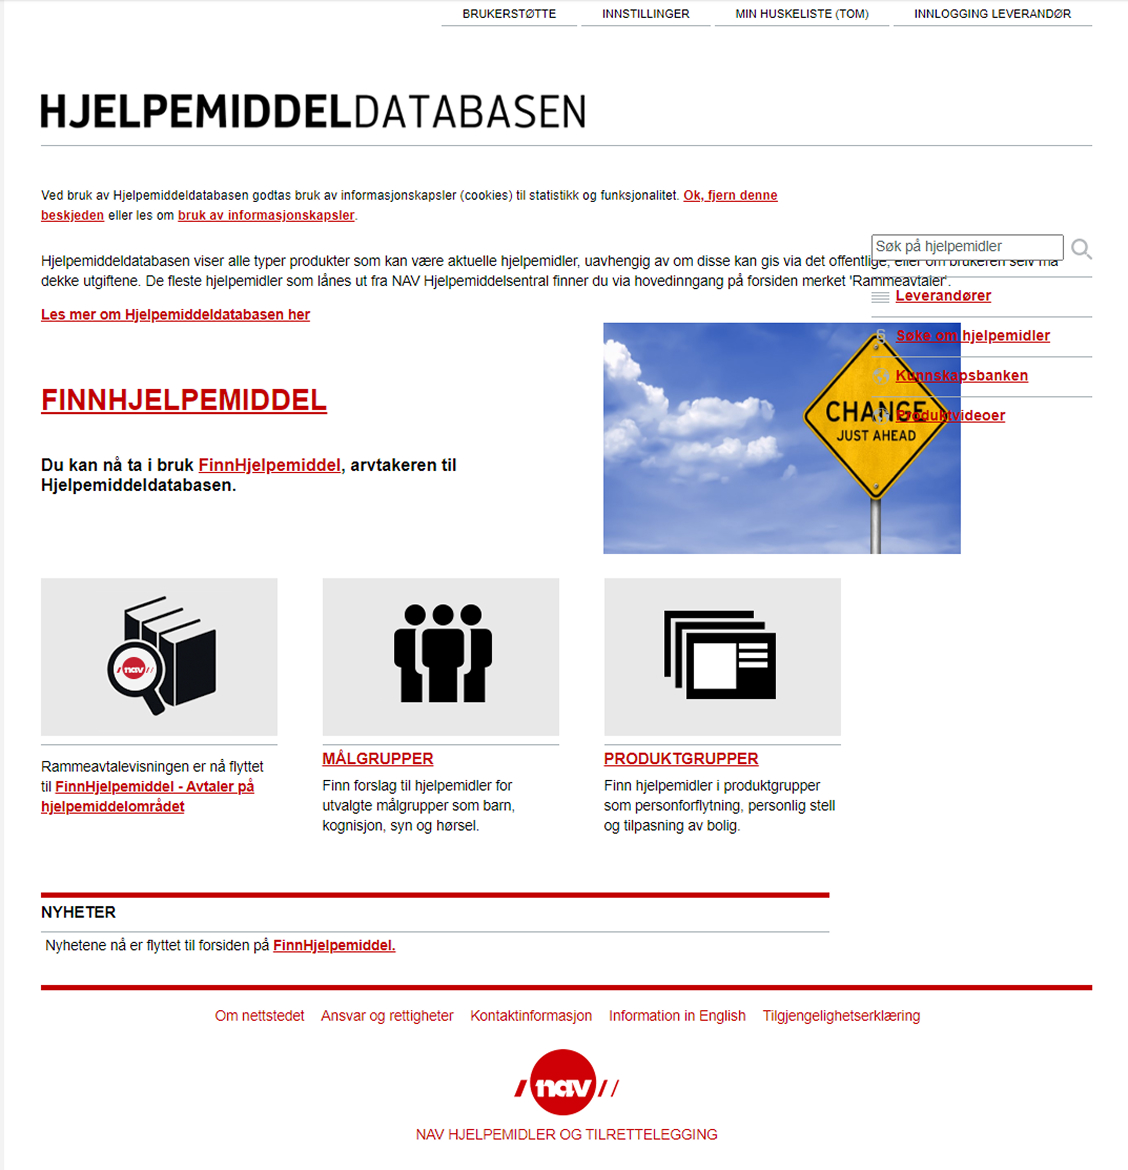 BRUKERSTØTTE INNSTILLINGER MIN HUSKELISTE (TOM) INNLOGGING LEVERANDØR
HJELPEMIDDELDATABASEN
Ved bruk av Hjelpemiddeldatabasen godtas bruk av informasjonskapsler (cookies) til statistikk og funksjonalitet. Ok, fjern denne
beskjeden eller les om bruk av informasjonskapsler.
Søk på hjelpemidler
Hjelpemiddeldatabasen viser alle typer produkter som kan være aktuelle hjelpemidler, uavhengig av om disse kan gis via det offentlige, eller om brukeren selv må
dekke utgiftene. De fleste hjelpemidler som lånes ut fra NAV Hjelpemiddelsentral finner du via hovedinngang på forsiden merket 'Rammeavtaler'.
Leverandører
Les mer om Hjelpemiddeldatabasen her
Søke om hjelpemidler
Kunnskapsbanken
Produktvideoer
CHANGE
JUST AHEAD
FINNHJELPEMIDDEL
Du kan nå ta i bruk FinnHjelpemiddel, arvtakeren til
Hjelpemiddeldatabasen.
nav
Rammeavtalevisningen er nå flyttet
til FinnHjelpemiddel - Avtaler på
hjelpemiddelområdet
MÅLGRUPPER
Finn forslag til hjelpemidler for
utvalgte målgrupper som barn,
kognisjon, syn og hørsel.
PRODUKTGRUPPER
Finn hjelpemidler i produktgrupper
som personforflytning, personlig stell
og tilpasning av bolig.
NYHETER
Nyhetene nå er flyttet til forsiden på FinnHjelpemiddel.
Om nettstedet Ansvar og rettigheter Kontaktinformasjon Information in English Tilgjengelighetserklæring
nav
NAV HJELPEMIDLER OG TILRETTELEGGING